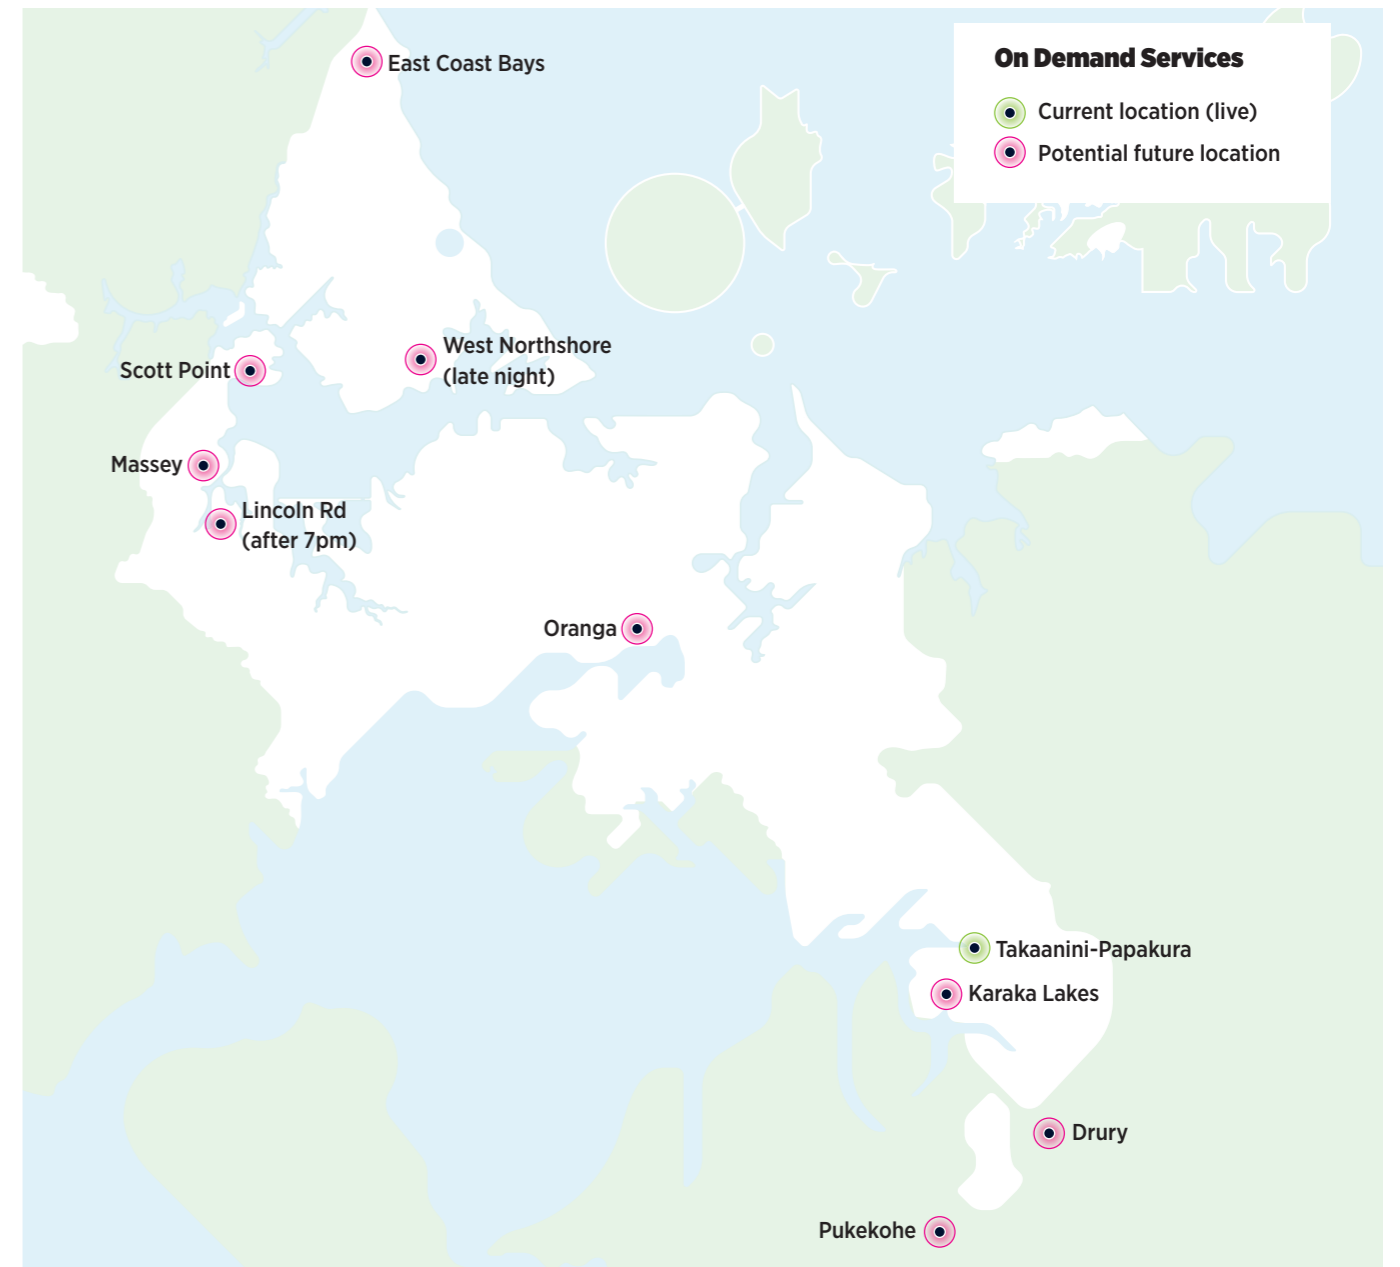 East Coast Bays
On Demand Services
Current location (live)
Potential future location
West Northshore
(late night)
Scott Point
Massey
Lincoln Rd
(after 7pm)
Oranga
Takaanini-Papakura
Karaka Lakes
Drury
Pukekohe